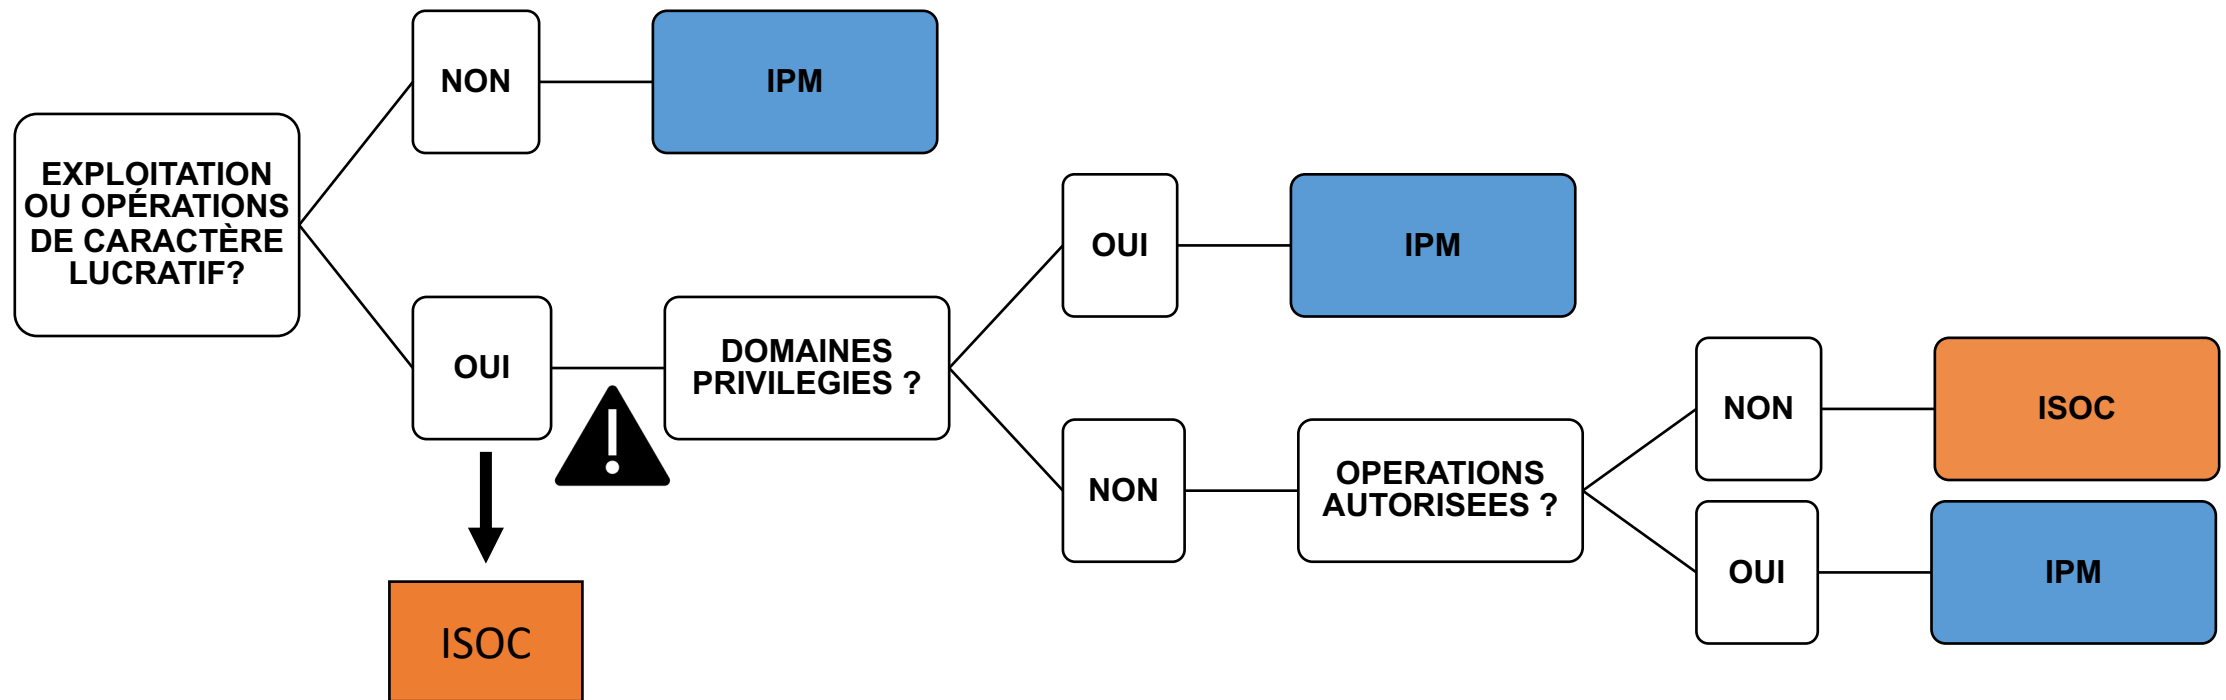 NON
IPM
EXPLOITATION
OU OPÉRATIONS
DE CARACTÈRE
LUCRATIF?
OUI
DOMAINES
PRIVILEGIES ?
OUI
IPM
NON
OPERATIONS
AUTORISEES ?
NON
ISOC
OUI
IPM
ISOC